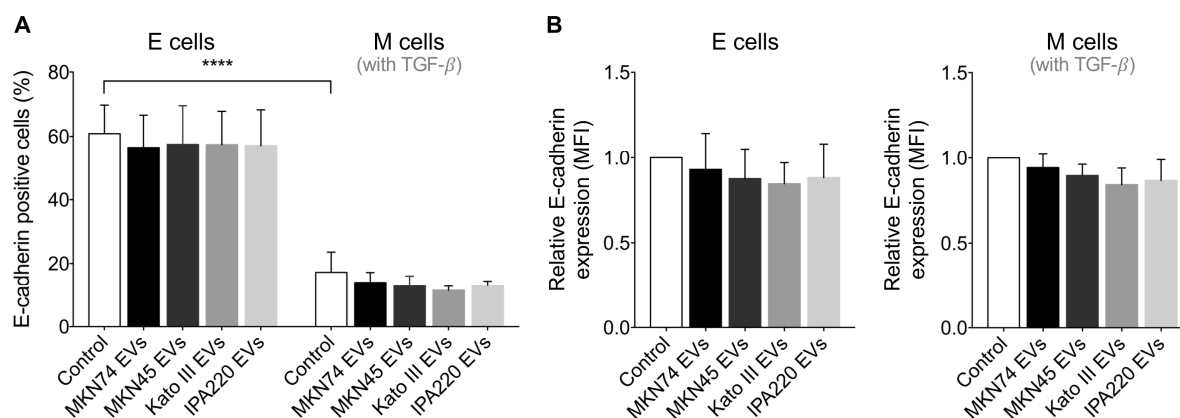 A
E cells
M cells
(with TGF-β)
****
E-cadherin positive cells (%)
80
60
40
20
0
Control
MKN74 EVs
MKN45 EVs
Kato III EVs
IPA220 EVs
Control
MKN74 EVs
MKN45 EVs
Kato III EVs
IPA220 EVs
B
E cells
Relative E-cadherin
expression (MFI)
1.5
1.0
0.5
0.0
Control
MKN74 EVs
MKN45 EVs
Kato III EVs
IPA220 EVs
M cells
(with TGF-β)
Relative E-cadherin
expression (MFI)
1.5
1.0
0.5
0.0
Control
MKN74 EVs
MKN45 EVs
Kato III EVs
IPA220 EVs